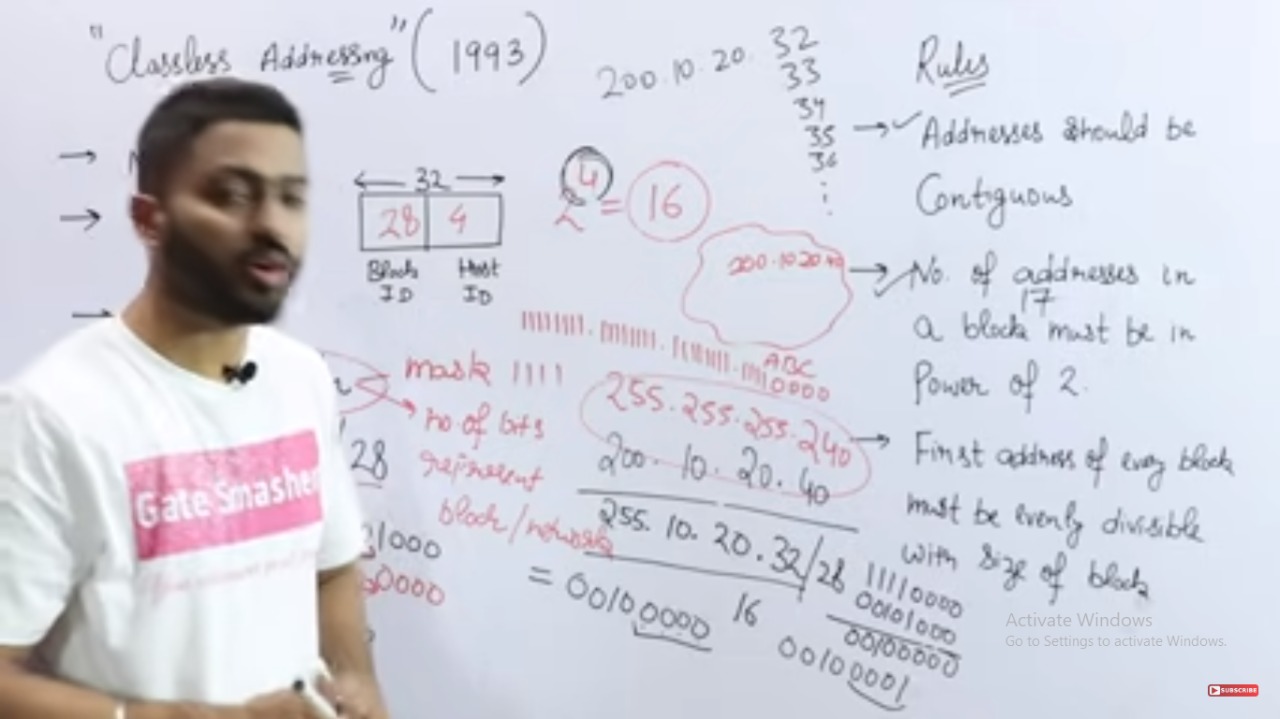 "Classless Addressing" (1993)
200.10.20.32
33
34
35
36
32
28 4
Block Host
ID ID
2⁴ = 16
200.10.20.40
11111111.11111111.11111111.11110000
ABC
mask 1111
no. of bits
represent
block/network
/28
1000
0000
255.255.255.240
200.10.20.40
255.10.20.32/28
= 00100000
16
11110000
00101000
00100000
00100001
Rules
→ ✓ Addresses should be
Contiguous
→ ✓ No. of addresses in
17
a block must be in
Power of 2.
→ First address of every block
must be evenly divisible
with size of block
Gate Smashers
Activate Windows
Go to Settings to activate Windows.
SUBSCRIBE